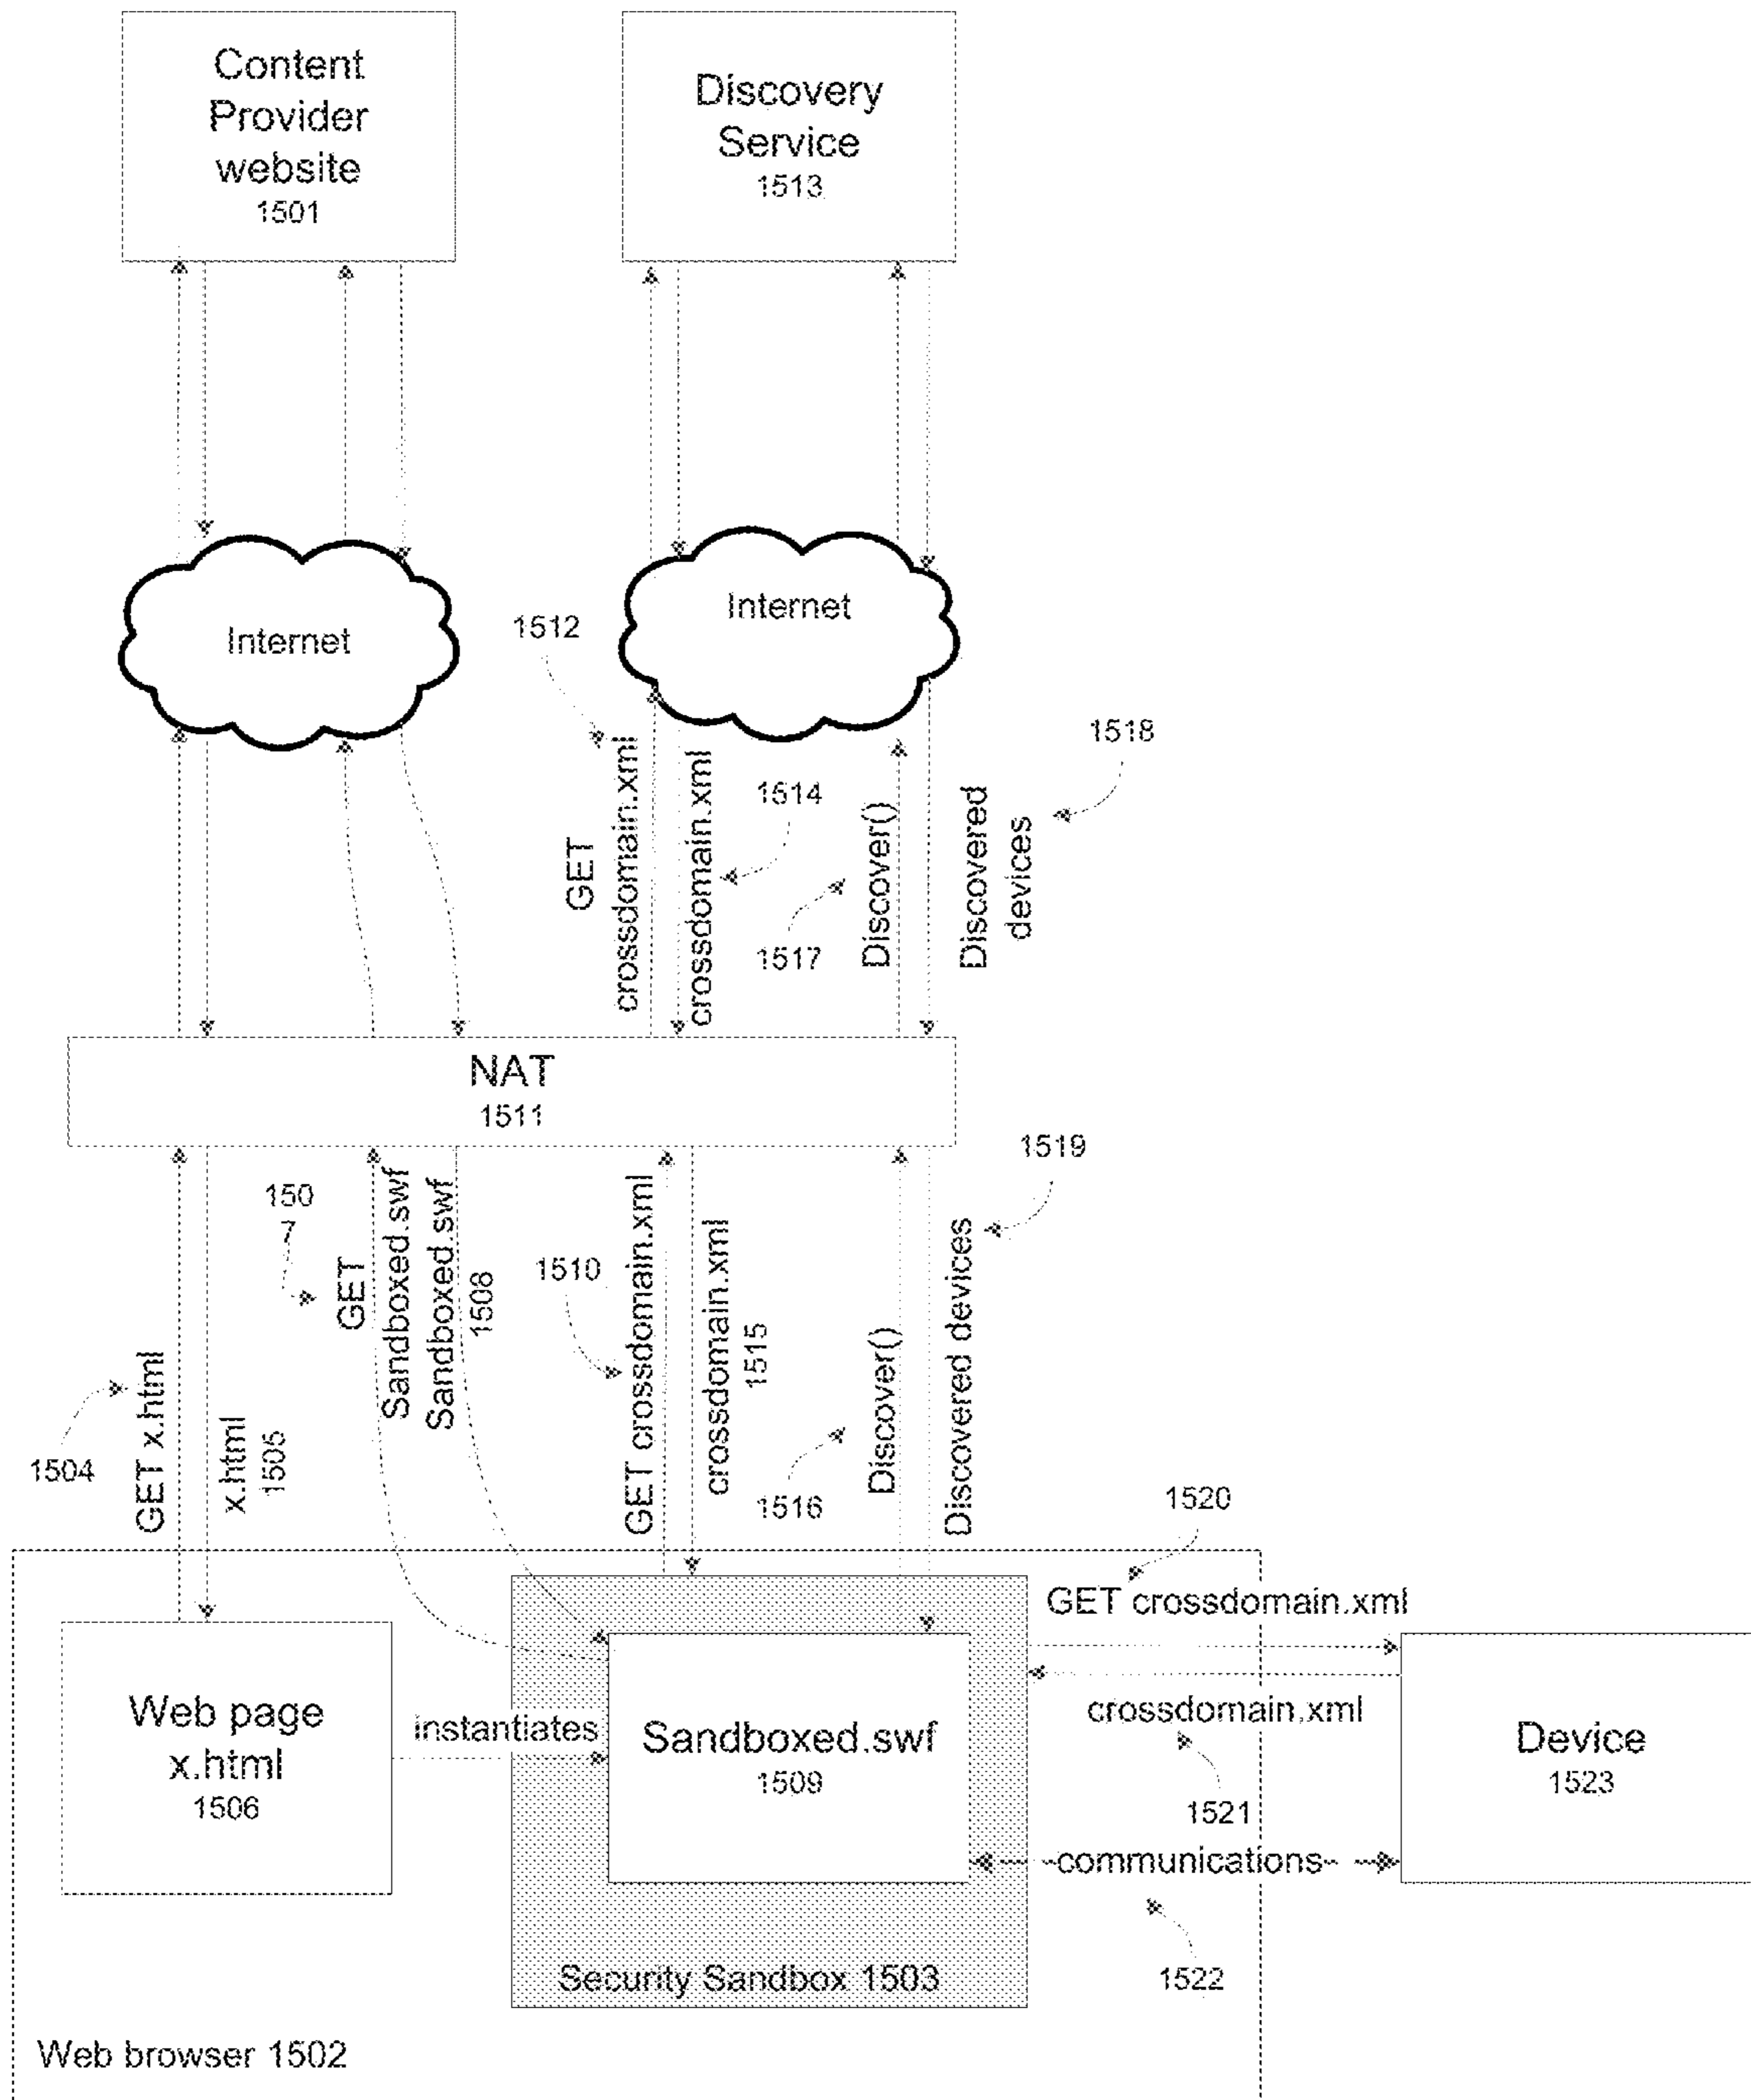 Content
Provider
website
1501
Discovery
Service
1513
Internet
Internet
1512
1518
GET
crossdomain.xml
crossdomain.xml
1514
1517
Discover()
Discovered
devices
NAT
1511
1519
150
7
GET
Sandboxed.swf
Sandboxed.swf
1508
1510
GET crossdomain.xml
crossdomain.xml
1515
Discover()
1516
Discovered devices
1504
GET x.html
x.html
1505
1520
GET crossdomain.xml
Web page
x.html
1506
instantiates
Sandboxed.swf
1509
crossdomain.xml
1521
Device
1523
communications
1522
Security Sandbox 1503
Web browser 1502